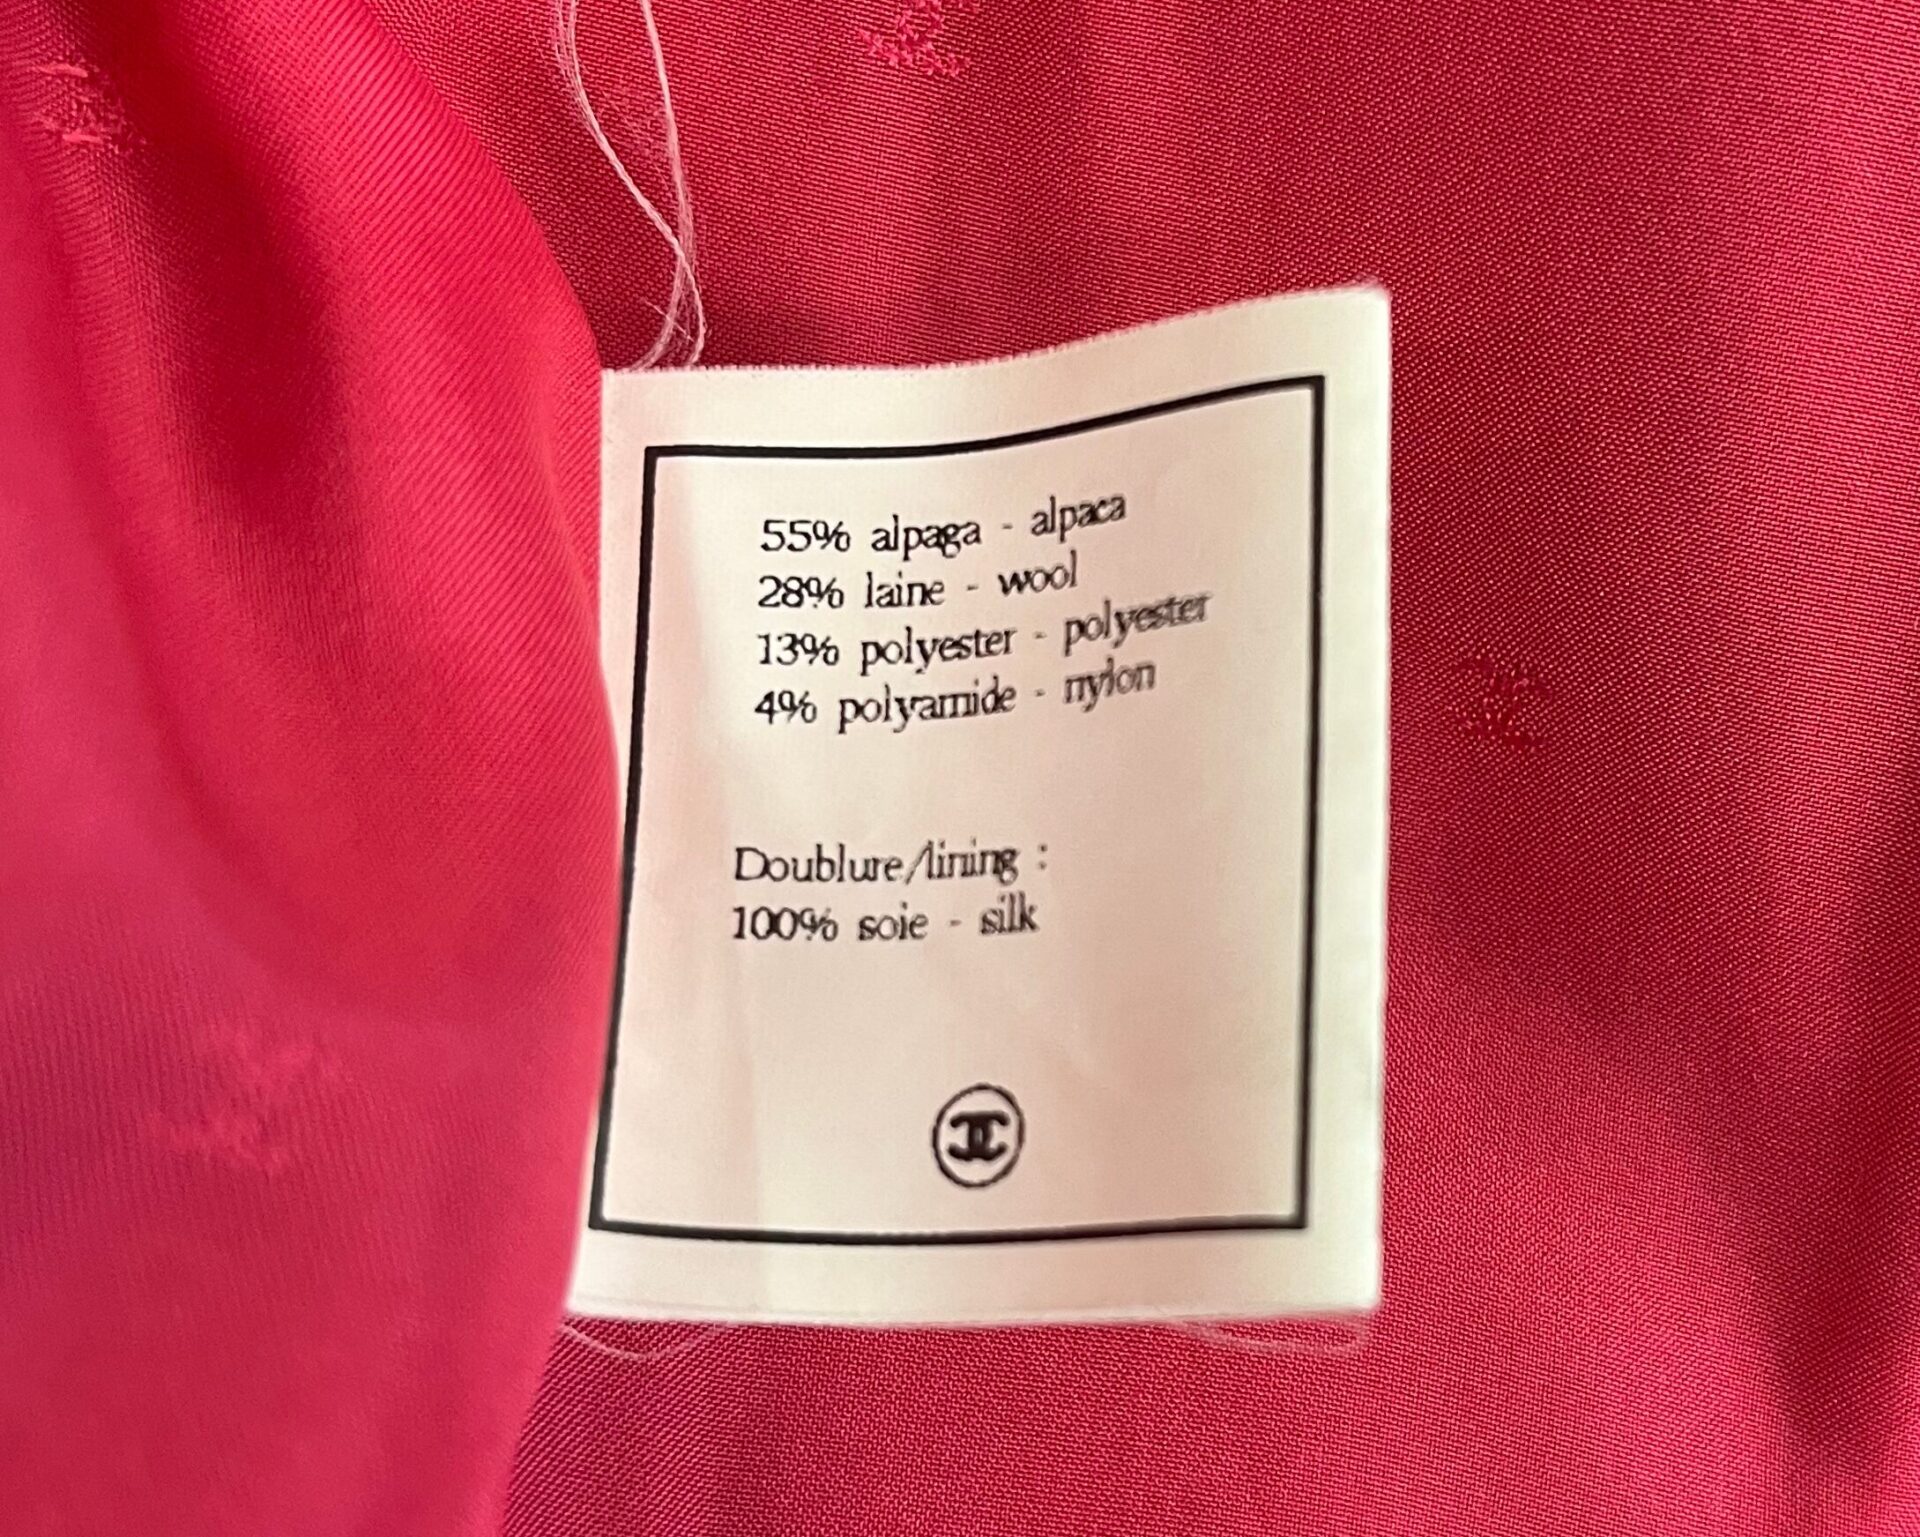 55% alpaga - alpaca
28% laine - wool
13% polyester - polyester
4% polyamide - nylon
Doublure/lining :
100% soie - silk